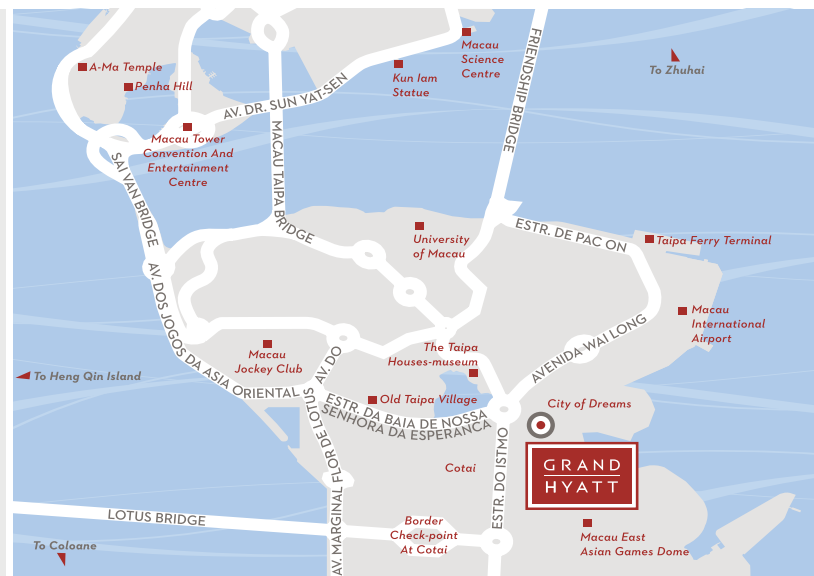 A-Ma Temple
Penha Hill
Macau Tower
Convention And
Entertainment
Centre
AV. DR. SUN YAT-SEN
Kun Iam
Statue
Macau
Science
Centre
FRIENDSHIP BRIDGE
To Zhuhai
SAI VAN BRIDGE
MACAU TAIPA BRIDGE
University
of Macau
ESTR. DE PAC ON
Taipa Ferry Terminal
Macau
International
Airport
AV. DOS JOGOS DA ASIA ORIENTAL
Macau
Jockey Club
AV. DO
The Taipa
Houses-museum
AVENIDA WAI LONG
To Heng Qin Island
Old Taipa Village
ESTR. DA BAIA DE NOSSA
SENHORA DA ESPERANCA
City of Dreams
AV. MARGINAL FLOR DE LOTUS
Cotai
ESTR. DO ISTMO
GRAND
HYATT
LOTUS BRIDGE
Border
Check-point
At Cotai
Macau East
Asian Games Dome
To Coloane